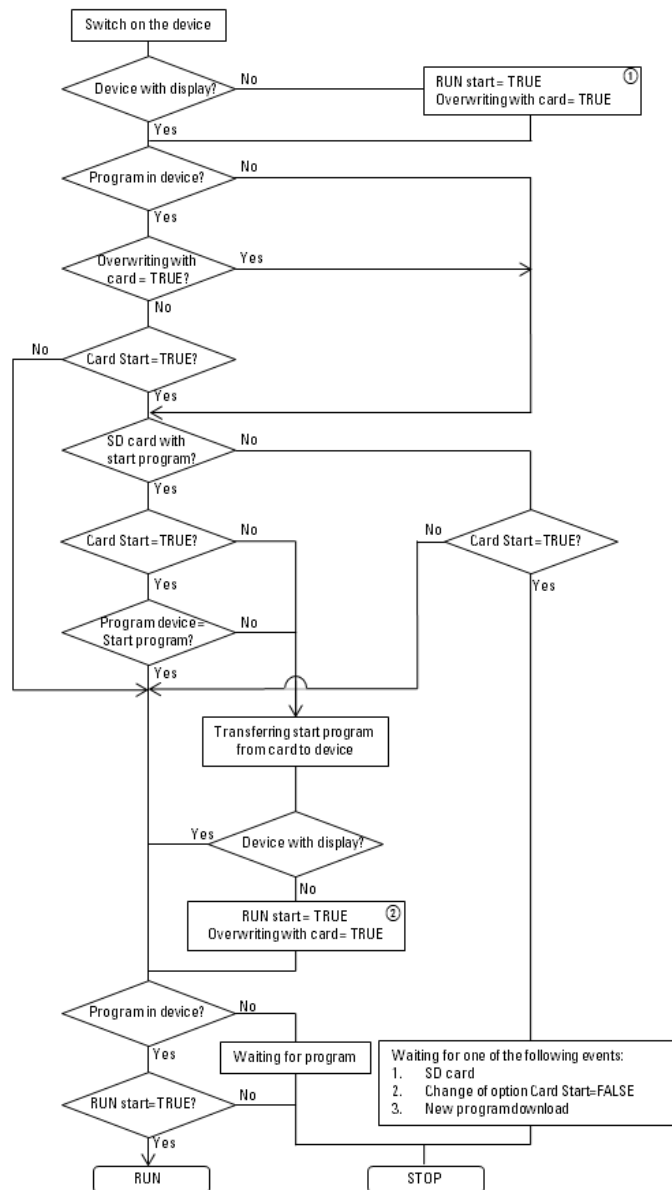 Switch on the device
Device with display?
No
①
RUN start= TRUE
Overwriting with card= TRUE
Yes
Program in device?
No
Yes
Overwriting with
card= TRUE?
Yes
No
No
Card Start=TRUE?
Yes
SD card with
start program?
No
Yes
Card Start=TRUE?
No
No
Card Start=TRUE?
Yes
Yes
Program device=
Start program?
No
Yes
Transferring start program
from card to device
Yes
Device with display?
No
②
RUN start= TRUE
Overwriting with card= TRUE
Program in device?
No
Yes
Waiting for program
Waiting for one of the following events:
1. SD card
2. Change of option Card Start=FALSE
3. New program download
RUN start=TRUE?
No
Yes
RUN
STOP